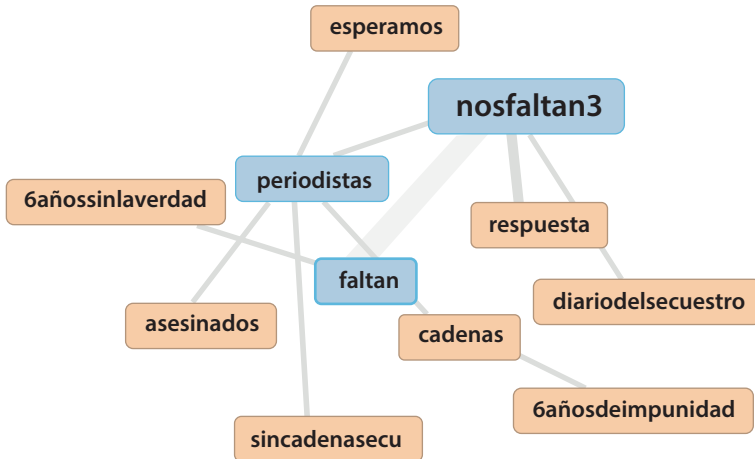 esperamos
nosfaltan3
periodistas
6añossinlaverdad
respuesta
faltan
diariodelsecuestro
asesinados
cadenas
6añosdeimpunidad
sincadenasecu